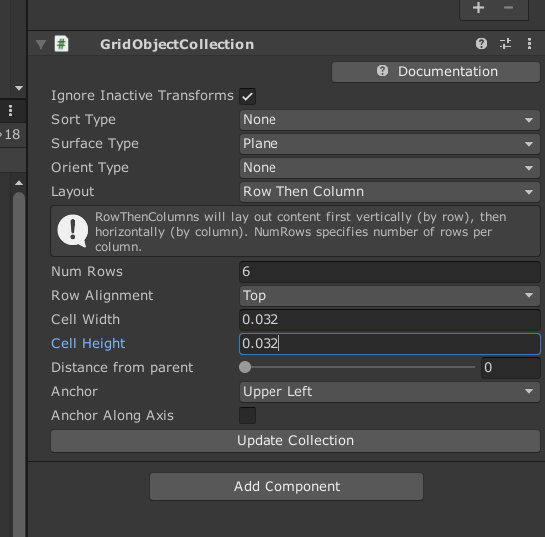 GridObjectCollection
Documentation
Ignore Inactive Transforms
Sort Type None
Surface Type Plane
Orient Type None
Layout Row Then Column
RowThenColumns will lay out content first vertically (by row), then
horizontally (by column). NumRows specifies number of rows per
column.
Num Rows 6
Row Alignment Top
Cell Width 0.032
Cell Height 0.032
Distance from parent 0
Anchor Upper Left
Anchor Along Axis
Update Collection
Add Component
18